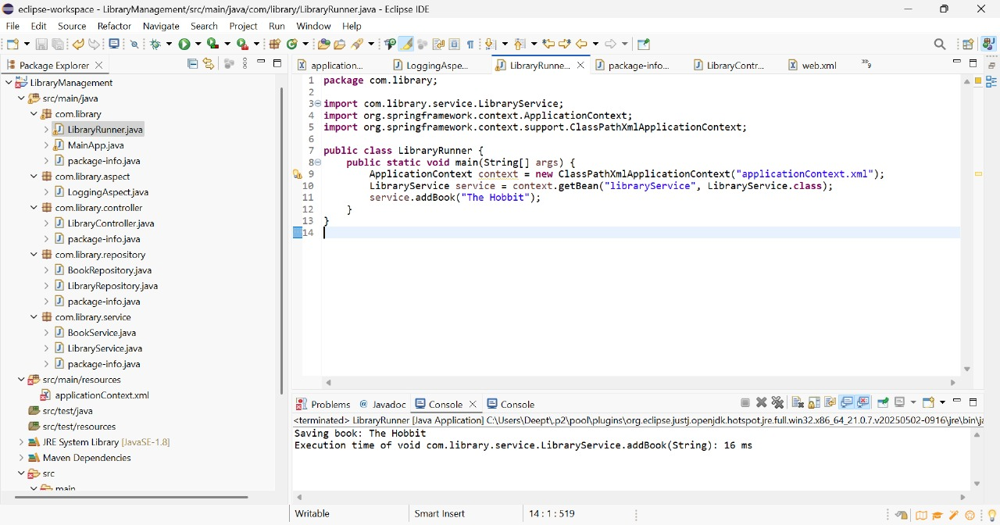 eclipse-workspace - LibraryManagement/src/main/java/com/library/LibraryRunner.java - Eclipse IDE
File Edit Source Refactor Navigate Search Project Run Window Help
Package Explorer
LibraryManagement
src/main/java
com.library
LibraryRunner.java
MainApp.java
package-info.java
com.library.aspect
LoggingAspect.java
com.library.controller
LibraryController.java
package-info.java
com.library.repository
BookRepository.java
LibraryRepository.java
package-info.java
com.library.service
BookService.java
LibraryService.java
package-info.java
src/main/resources
applicationContext.xml
src/test/java
src/test/resources
JRE System Library [JavaSE-1.8]
Maven Dependencies
src
main
application... LoggingAspe... LibraryRunne... package-info... LibraryContr... web.xml 9
1 package com.library;
2
3 import com.library.service.LibraryService;
4 import org.springframework.context.ApplicationContext;
5 import org.springframework.context.support.ClassPathXmlApplicationContext;
6
7 public class LibraryRunner {
8 public static void main(String[] args) {
9 ApplicationContext context = new ClassPathXmlApplicationContext("applicationContext.xml");
10 LibraryService service = context.getBean("libraryService", LibraryService.class);
11 service.addBook("The Hobbit");
12 }
13 }
14
Problems Javadoc Console Console
<terminated> LibraryRunner [Java Application] C:\Users\Deept\.p2\pool\plugins\org.eclipse.justj.openjdk.hotspot.jre.full.win32.x86_64_21.0.7.v20250502-0916\jre\bin\j
Saving book: The Hobbit
Execution time of void com.library.service.LibraryService.addBook(String): 16 ms
Writable Smart Insert 14 : 1 : 519